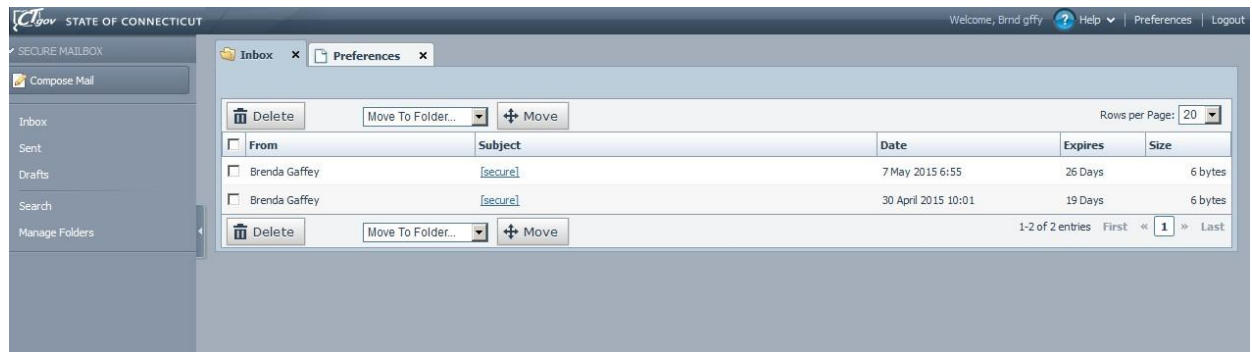 CT.gov STATE OF CONNECTICUT
Welcome, Brnd gffy ? Help | Preferences | Logout
SECURE MAILBOX
Compose Mail
Inbox
Sent
Drafts
Search
Manage Folders
Inbox x Preferences x
Delete Move To Folder... Move Rows per Page: 20
From Subject Date Expires Size
Brenda Gaffey [secure] 7 May 2015 6:55 26 Days 6 bytes
Brenda Gaffey [secure] 30 April 2015 10:01 19 Days 6 bytes
Delete Move To Folder... Move 1-2 of 2 entries First « 1 » Last